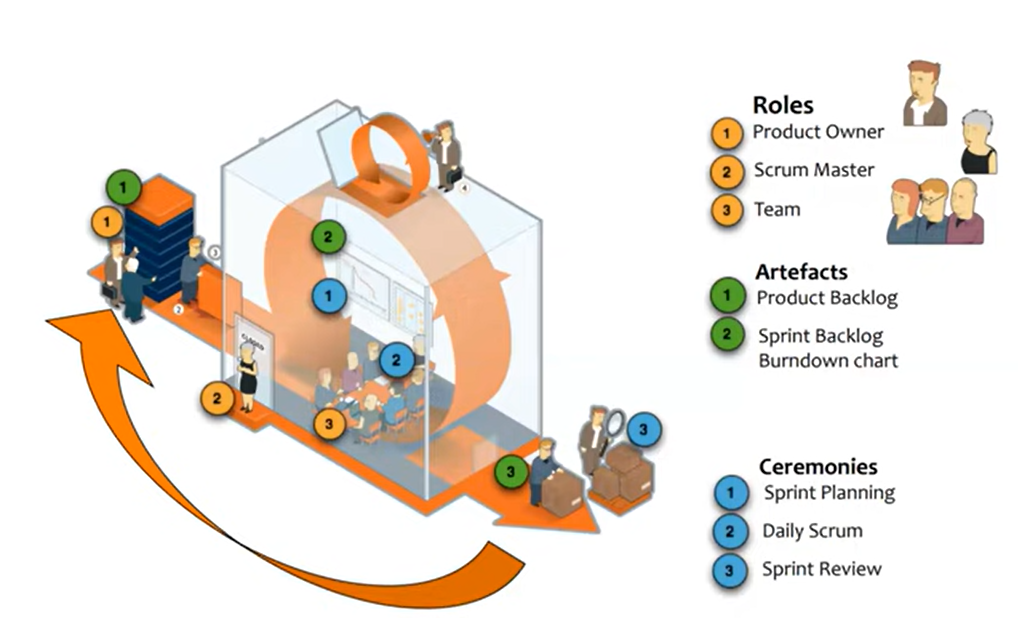 Roles
1 Product Owner
2 Scrum Master
3 Team
Artefacts
1 Product Backlog
2 Sprint Backlog
Burndown chart
Ceremonies
1 Sprint Planning
2 Daily Scrum
3 Sprint Review
1
1
3
2
4
2
1
2
CLOSED
2
3
3
3